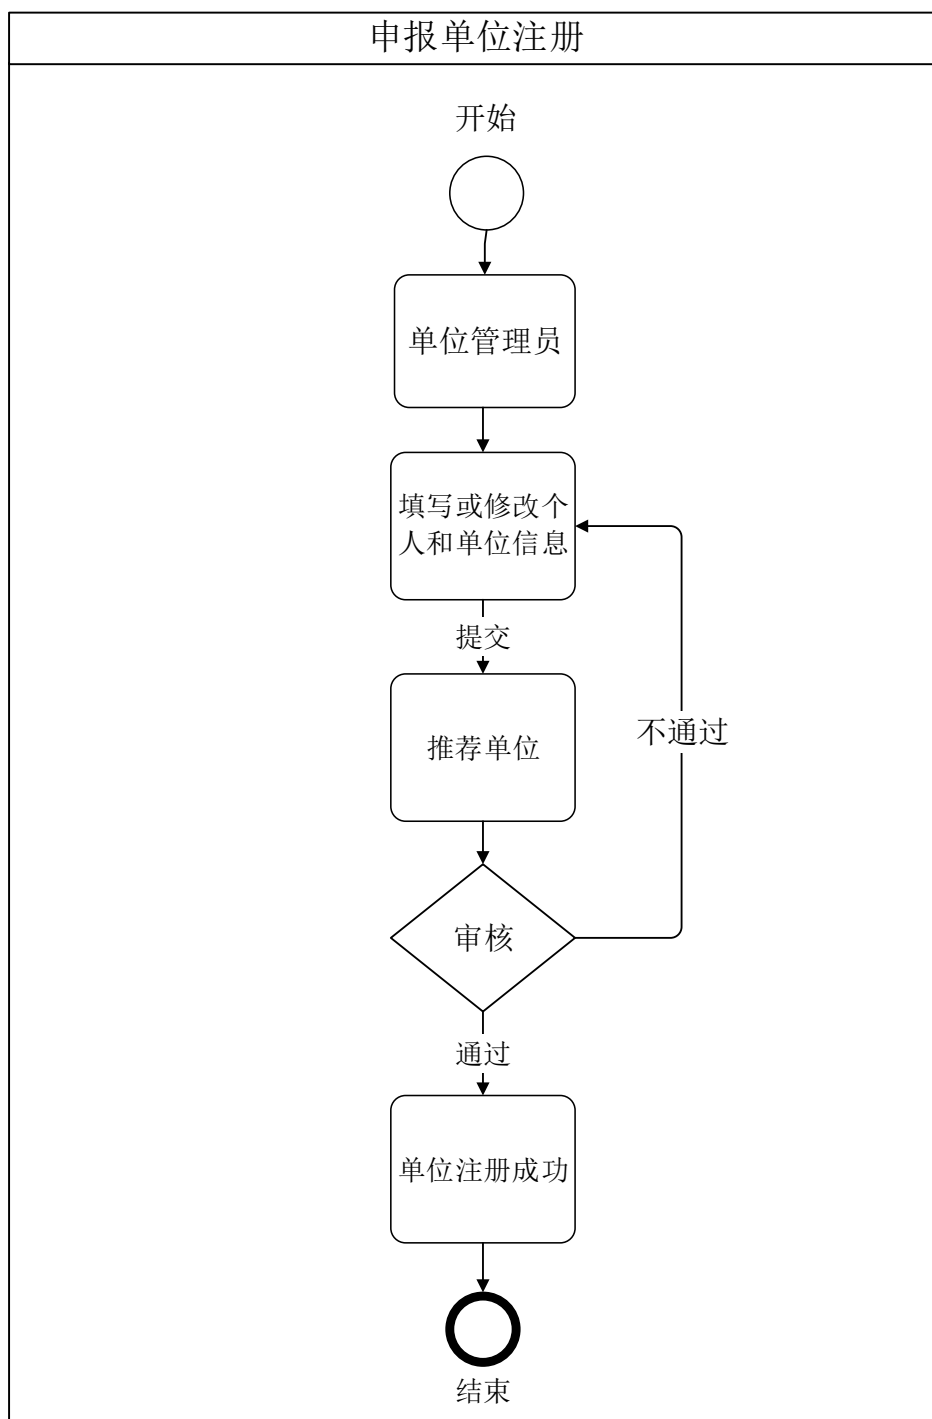 申报单位注册
开始
单位管理员
填写或修改个
人和单位信息
提交
推荐单位
不通过
审核
通过
单位注册成功
结束